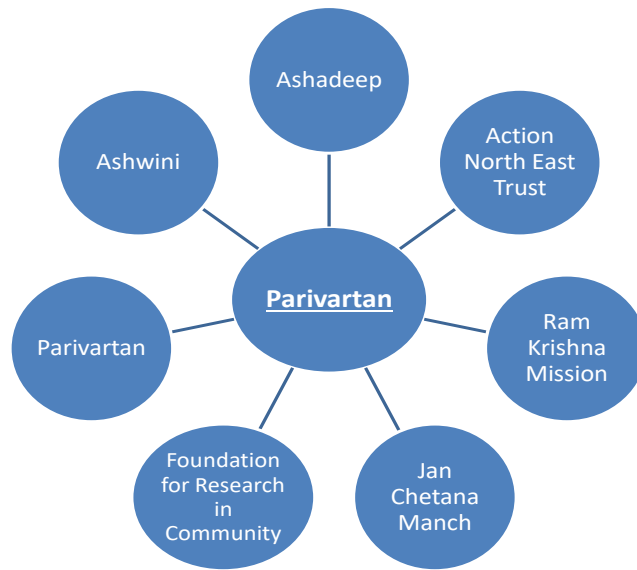 Ashadeep
Action
North East
Trust
Ram
Krishna
Mission
Jan
Chetana
Manch
Foundation
for Research
in
Community
Parivartan
Ashwini
Parivartan